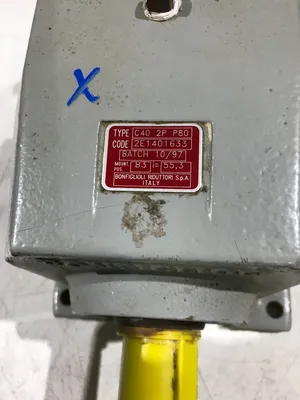 X
TYPE C40 2P P80
CODE 2E1401633
BATCH 10/97
MOUNT POS. B3 i= 55,3
BONFIGLIOLI RIDUTTORI S.p.A.
ITALY